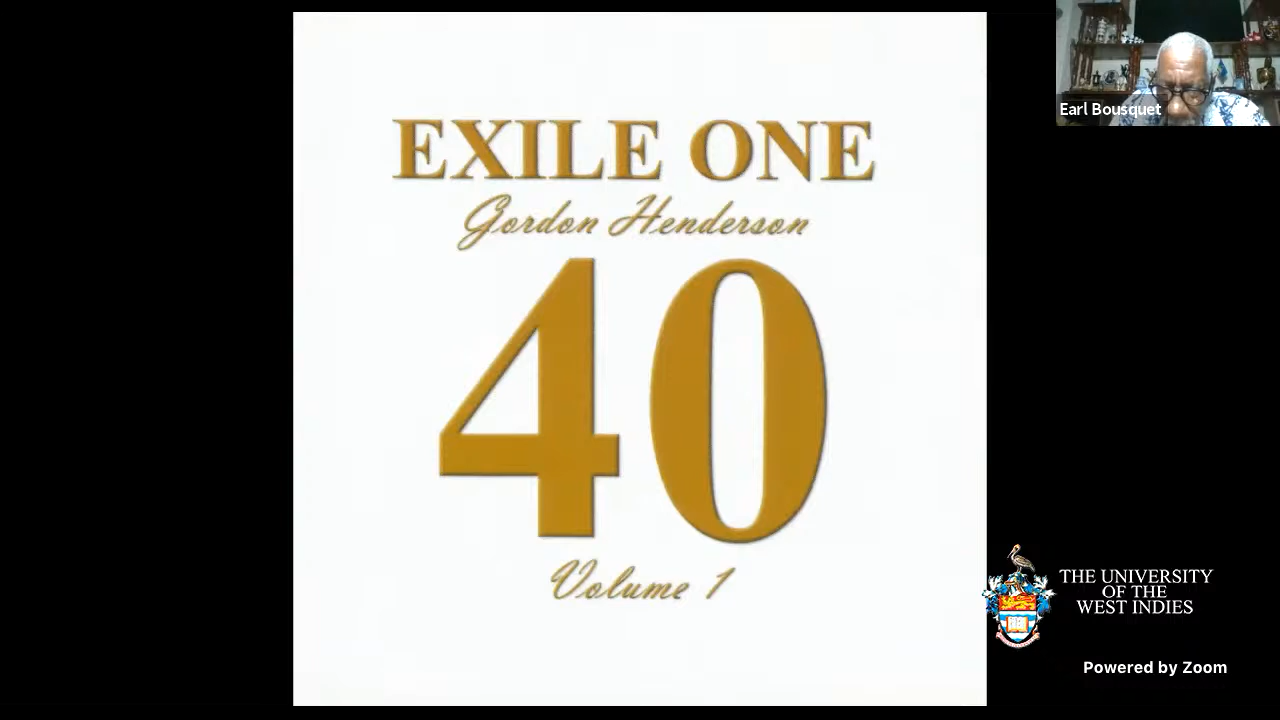 EXILE ONE
Gordon Henderson
40
Volume 1
Earl Bousquet
THE UNIVERSITY
OF THE
WEST INDIES
Powered by Zoom